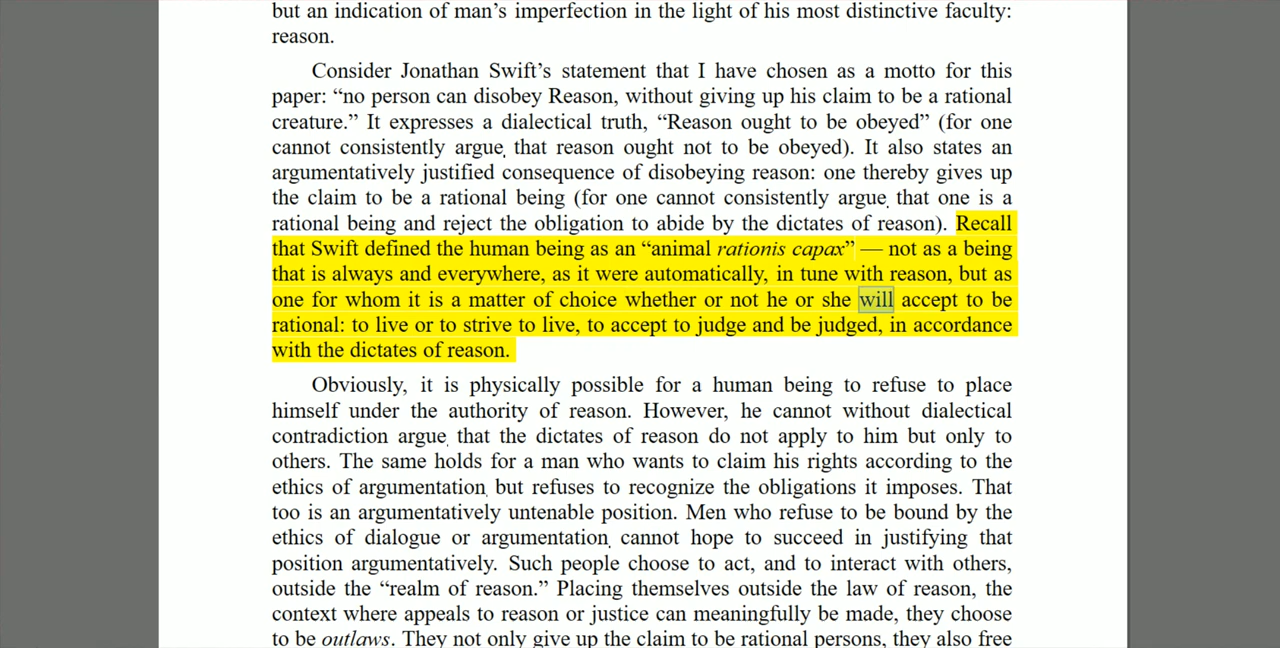 but an indication of man’s imperfection in the light of his most distinctive faculty:
reason.
Consider Jonathan Swift’s statement that I have chosen as a motto for this
paper: “no person can disobey Reason, without giving up his claim to be a rational
creature.” It expresses a dialectical truth, “Reason ought to be obeyed” (for one
cannot consistently argue, that reason ought not to be obeyed). It also states an
argumentatively justified consequence of disobeying reason: one thereby gives up
the claim to be a rational being (for one cannot consistently argue, that one is a
rational being and reject the obligation to abide by the dictates of reason). Recall
that Swift defined the human being as an “animal rationis capax” — not as a being
that is always and everywhere, as it were automatically, in tune with reason, but as
one for whom it is a matter of choice whether or not he or she will accept to be
rational: to live or to strive to live, to accept to judge and be judged, in accordance
with the dictates of reason.
Obviously, it is physically possible for a human being to refuse to place
himself under the authority of reason. However, he cannot without dialectical
contradiction argue, that the dictates of reason do not apply to him but only to
others. The same holds for a man who wants to claim his rights according to the
ethics of argumentation, but refuses to recognize the obligations it imposes. That
too is an argumentatively untenable position. Men who refuse to be bound by the
ethics of dialogue or argumentation, cannot hope to succeed in justifying that
position argumentatively. Such people choose to act, and to interact with others,
outside the “realm of reason.” Placing themselves outside the law of reason, the
context where appeals to reason or justice can meaningfully be made, they choose
to be outlaws. They not only give up the claim to be rational persons, they also free